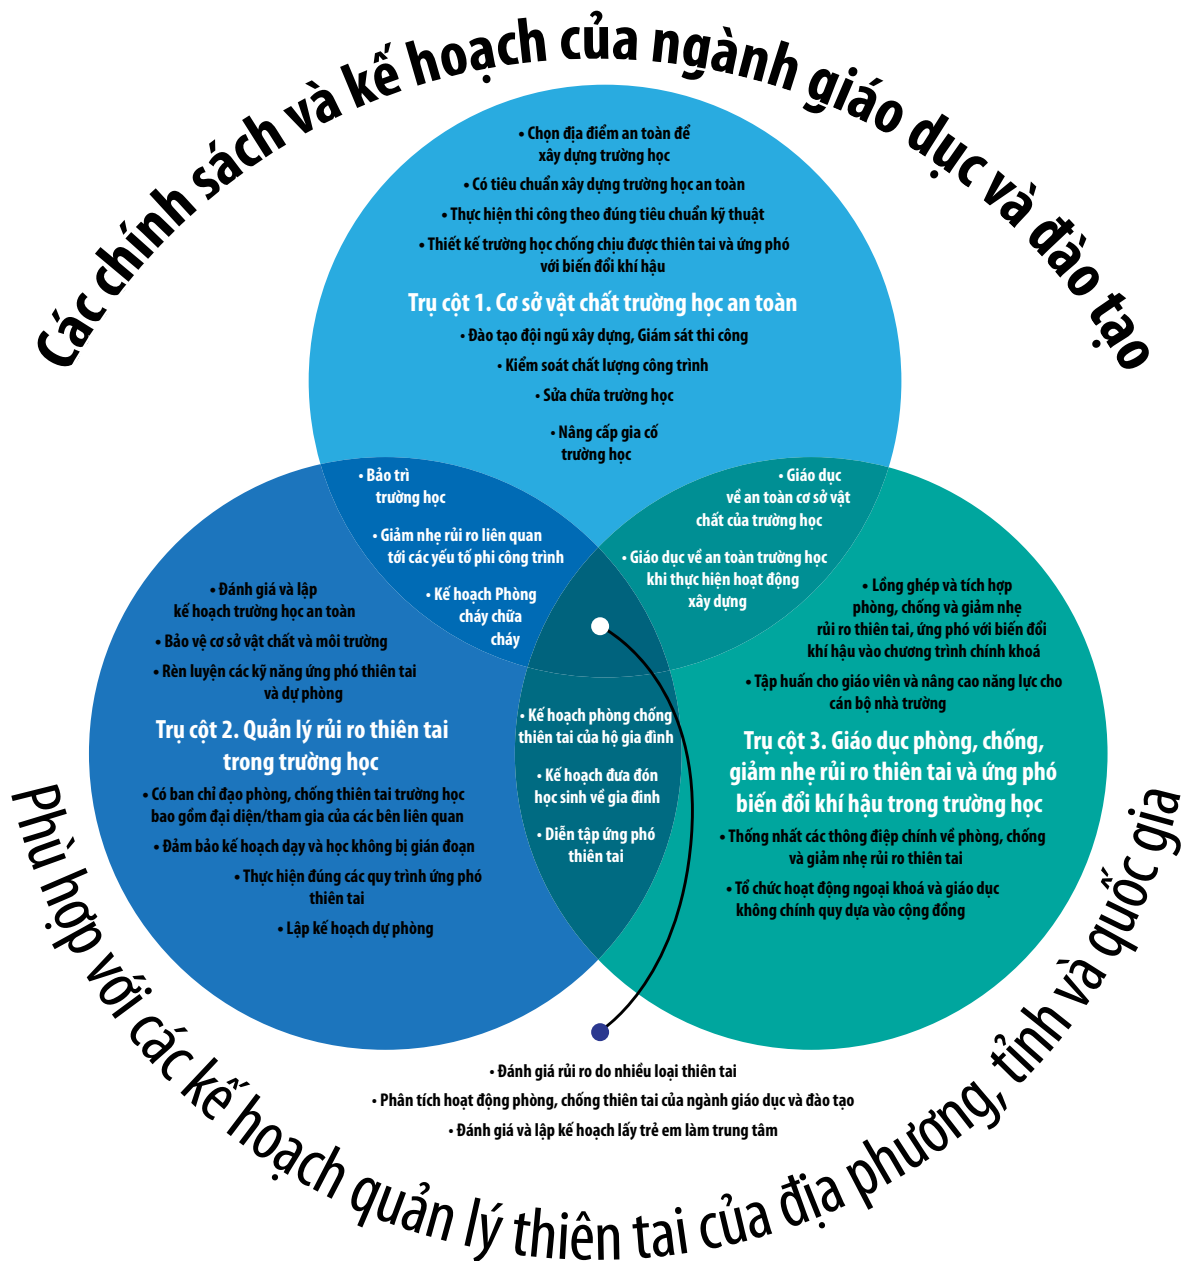 Các chính sách và kế hoạch của ngành giáo dục và đào tạo
• Chọn địa điểm an toàn để
xây dựng trường học
• Có tiêu chuẩn xây dựng trường học an toàn
• Thực hiện thi công theo đúng tiêu chuẩn kỹ thuật
• Thiết kế trường học chống chịu được thiên tai và ứng phó
với biến đổi khí hậu
Trụ cột 1. Cơ sở vật chất trường học an toàn
• Đào tạo đội ngũ xây dựng, Giám sát thi công
• Kiểm soát chất lượng công trình
• Sửa chữa trường học
• Nâng cấp gia cố
trường học
• Bảo trì
trường học
• Giảm nhẹ rủi ro liên quan
tới các yếu tố phi công trình
• Kế hoạch Phòng
cháy chữa
cháy
• Giáo dục
về an toàn cơ sở vật
chất của trường học
• Giáo dục về an toàn trường học
khi thực hiện hoạt động
xây dựng
• Đánh giá và lập
kế hoạch trường học an toàn
• Bảo vệ cơ sở vật chất và môi trường
• Rèn luyện các kỹ năng ứng phó thiên tai
và dự phòng
Trụ cột 2. Quản lý rủi ro thiên tai
trong trường học
• Có ban chỉ đạo phòng, chống thiên tai trường học
bao gồm đại diện/tham gia của các bên liên quan
• Đảm bảo kế hoạch dạy và học không bị gián đoạn
• Thực hiện đúng các quy trình ứng phó
thiên tai
• Lập kế hoạch dự phòng
• Kế hoạch phòng chống
thiên tai của hộ gia đình
• Kế hoạch đưa đón
học sinh về gia đình
• Diễn tập ứng phó
thiên tai
• Lồng ghép và tích hợp
phòng, chống và giảm nhẹ
rủi ro thiên tai, ứng phó với biến đổi
khí hậu vào chương trình chính khoá
• Tập huấn cho giáo viên và nâng cao năng lực cho
cán bộ nhà trường
Trụ cột 3. Giáo dục phòng, chống,
giảm nhẹ rủi ro thiên tai và ứng phó
biến đổi khí hậu trong trường học
• Thống nhất các thông điệp chính về phòng, chống
và giảm nhẹ rủi ro thiên tai
• Tổ chức hoạt động ngoại khoá và giáo dục
không chính quy dựa vào cộng đồng
• Đánh giá rủi ro do nhiều loại thiên tai
• Phân tích hoạt động phòng, chống thiên tai của ngành giáo dục và đào tạo
• Đánh giá và lập kế hoạch lấy trẻ em làm trung tâm
Phù hợp với các kế hoạch quản lý thiên tai của địa phương, tỉnh và quốc gia